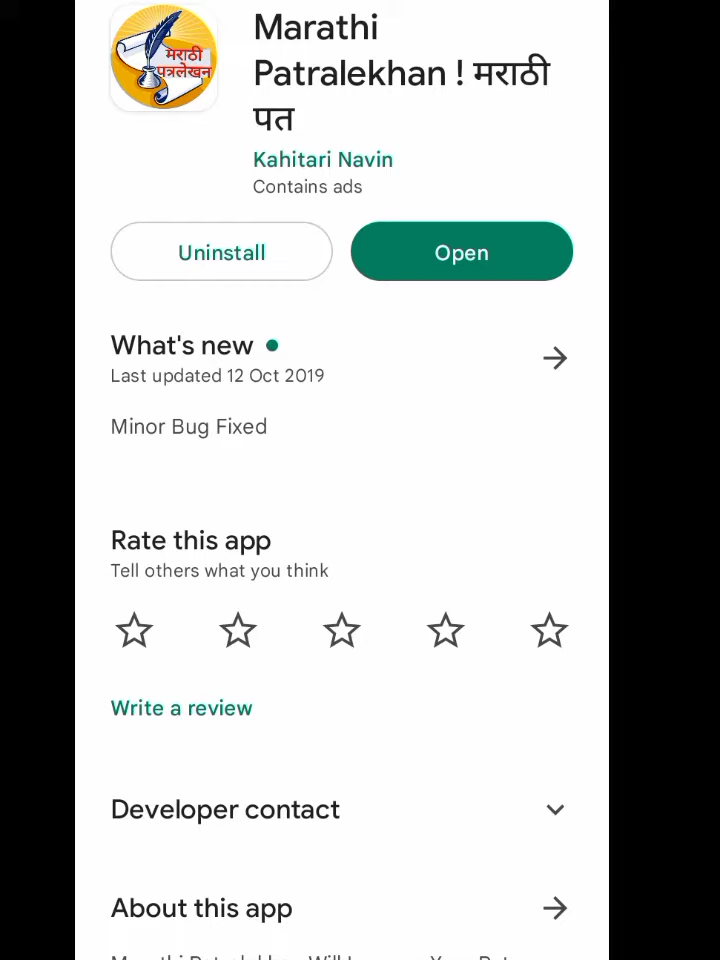 मराठी
पत्रलेखन
Marathi
Patralekhan ! मराठी
पत
Kahitari Navin
Contains ads
Uninstall
Open
What's new
Last updated 12 Oct 2019
Minor Bug Fixed
Rate this app
Tell others what you think
Write a review
Developer contact
About this app